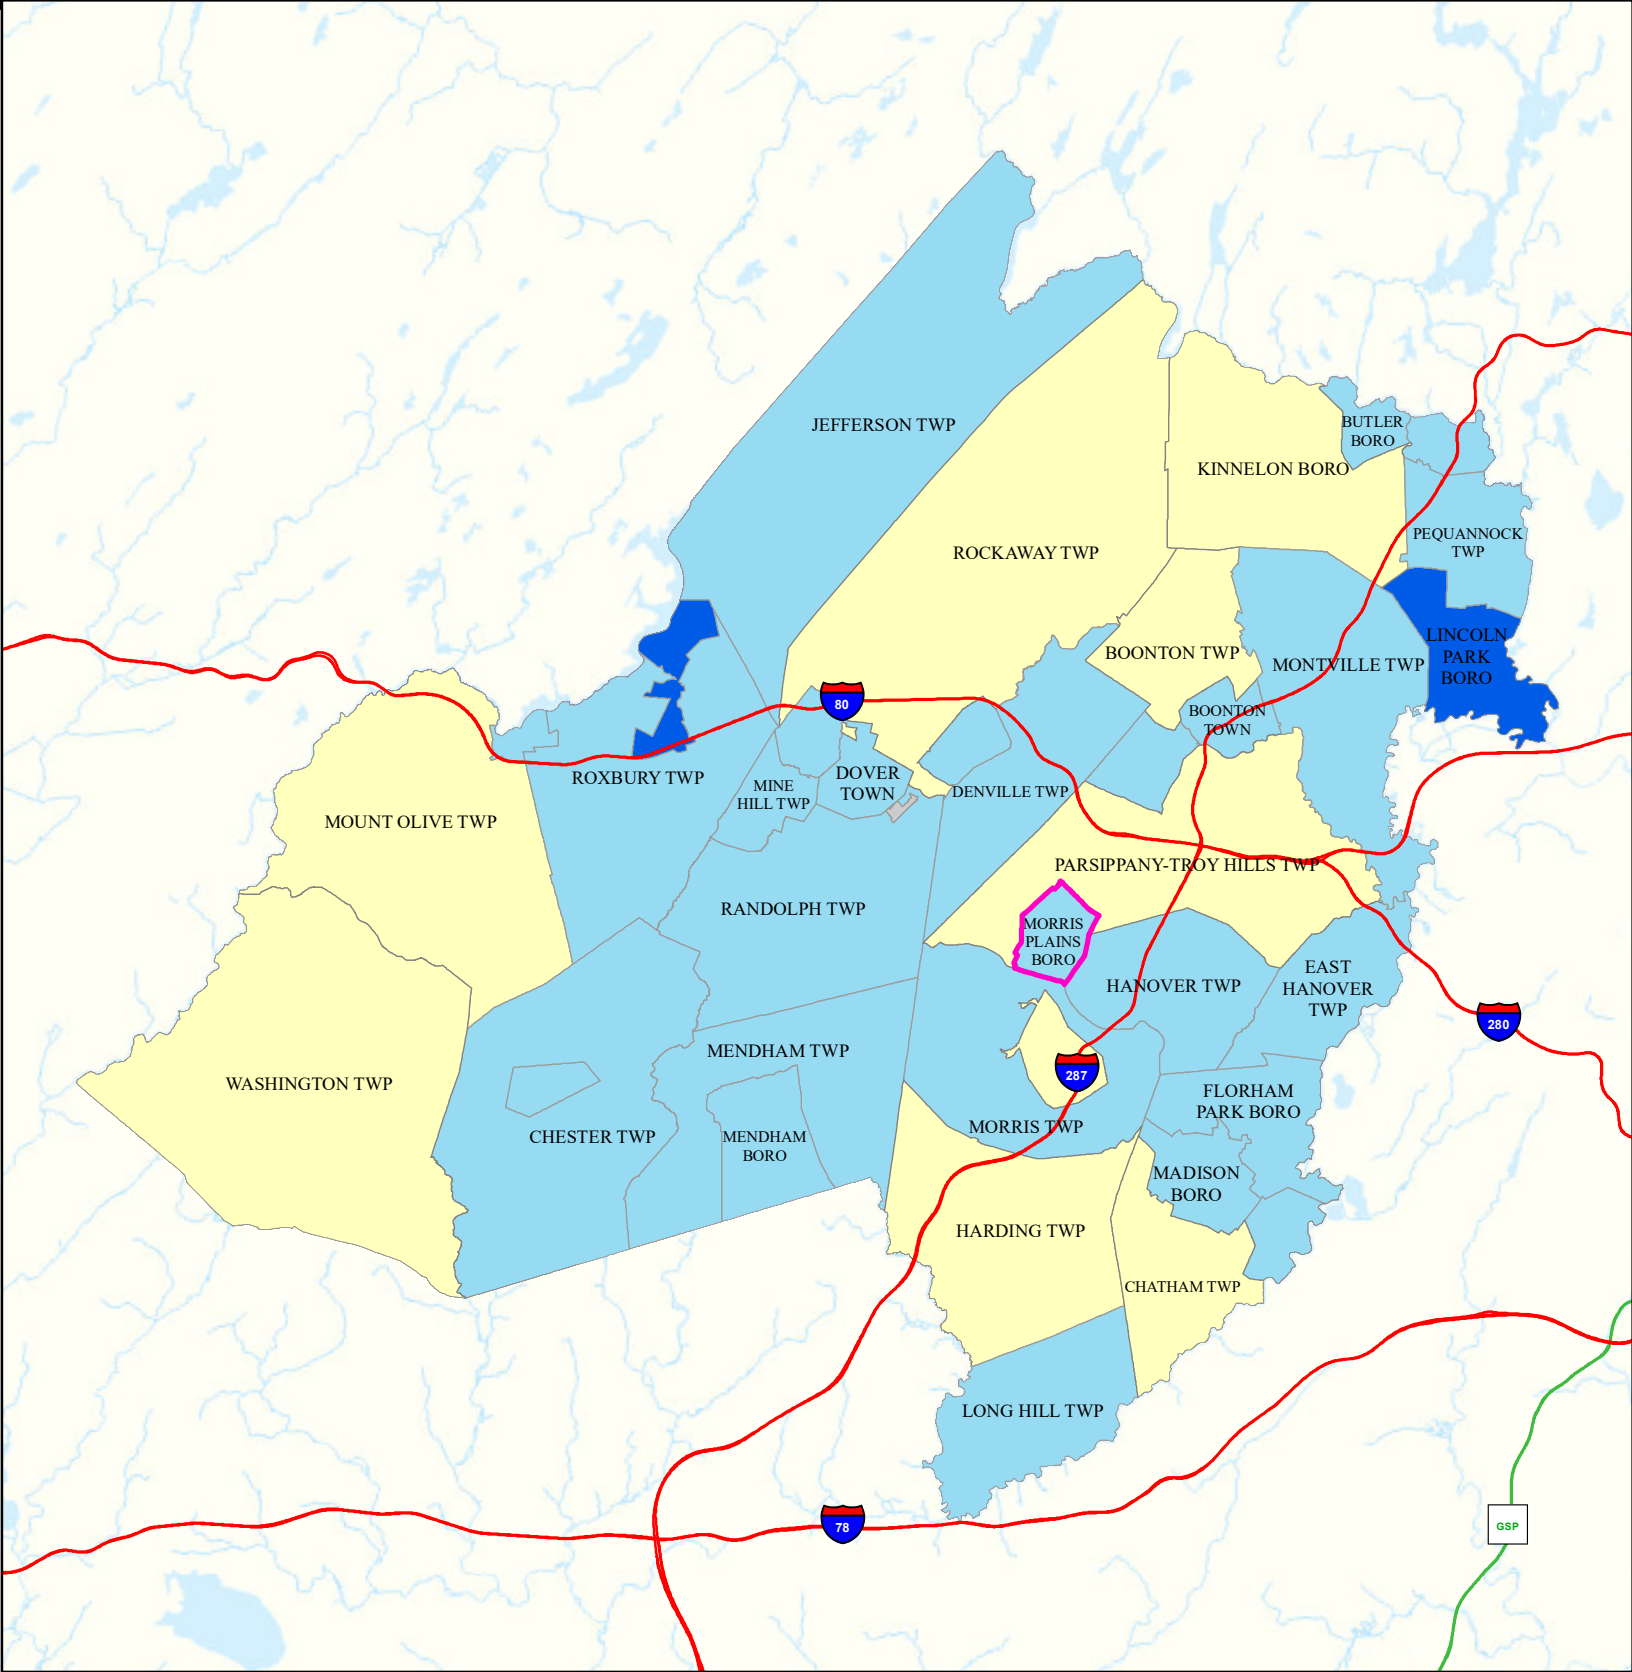 JEFFERSON TWP
BUTLER
BORO
KINNELON BORO
PEQUANNOCK
TWP
ROCKAWAY TWP
LINCOLN
PARK
BORO
BOONTON TWP
MONTVILLE TWP
80
BOONTON
TOWN
ROXBURY TWP
MINE
HILL TWP
DOVER
TOWN
DENVILLE TWP
MOUNT OLIVE TWP
PARSIPPANY-TROY HILLS TWP
RANDOLPH TWP
MORRIS
PLAINS
BORO
HANOVER TWP
EAST
HANOVER
TWP
280
MENDHAM TWP
287
WASHINGTON TWP
FLORHAM
PARK BORO
CHESTER TWP
MENDHAM
BORO
MORRIS TWP
MADISON
BORO
HARDING TWP
CHATHAM TWP
LONG HILL TWP
78
GSP